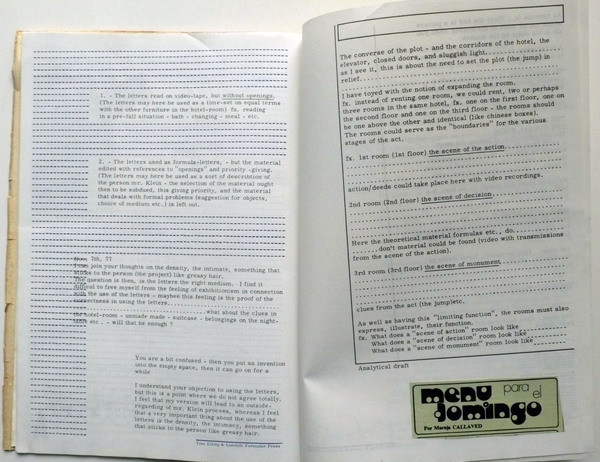 1. - The letters read on video-tape, but without openings.
(The letters may here be used as a time-set on equal terms
with the other furniture in the hotel-room) fx. reading
in a pre-fall situation - bath - changing - meal - etc.
2. - The letters used as formula-letters, - but the material
edited with references to "openings" and priority -giving.
(The letters may here be used as a sort of describtion of
the person mr. Klein - the selection of the material ought
then to be subdued, this giving priority, and the material
that deals with formal problems (suggestion for objects,
choice of medium etc.) is left out.
7th, 77
join your thoughts on the density, the intimate, something that
to the person (the project) like greasy hair.
The question is then, is the letters the right medium. I find it
to free myself from the feeling of exhibitionism in connection
with the use of the letters - maybe this feeling is the proof of the
correctness in using the letters.
what about the clues in
the hotel-room - unmade made - suitcase - belongings on the night-
etc.. - will that be enough ?
You are a bit confused - then you put an invention
into the empty space, then it can go on for a
while
I understand your objection to using the letters,
but this is a point where we do not agree totally.
I feel that my version will lead to an outside-
regarding of mr. Klein process, whereas I feel
that a very important thing about the use of the
letters is the density, the intimacy, something
that sticks to the person like greasy hair.
The converse of the plot - and the corridors of the hotel, the
elevator, closed doors, and sluggish light
as I see it, this is about the need to set the plot (the jump) in
relief
I have toyed with the notion of expanding the room.
fx. instead of renting one room, we could rent, two or perhaps
three rooms in the same hotel, fx. one on the first floor, one on
the second floor and one on the third floor - the rooms should
be one above the other and identical (like chinese boxes).
The rooms could serve as the "boundaries" for the various
stages of the act.
fx. 1st room (1st floor) the scene of the action
action/deeds could take place here with video recordings.
2nd room (2nd floor) the scene of decision
Here the theoretical material formulas etc., do
don't material could be found (video with transmissions
from the scene of the action).
3rd room (3rd floor) the scene of monument
clues from the act (the jump)etc.
As well as having this "limiting function", the rooms must also
express, illustrate, their function.
fx. What does a "scene of action" room look like
What does a "scene of decision" room look like
What does a "scene of monument" room look like
Analytical draft
menu para el
domingo
Por Maruja CALLAVED